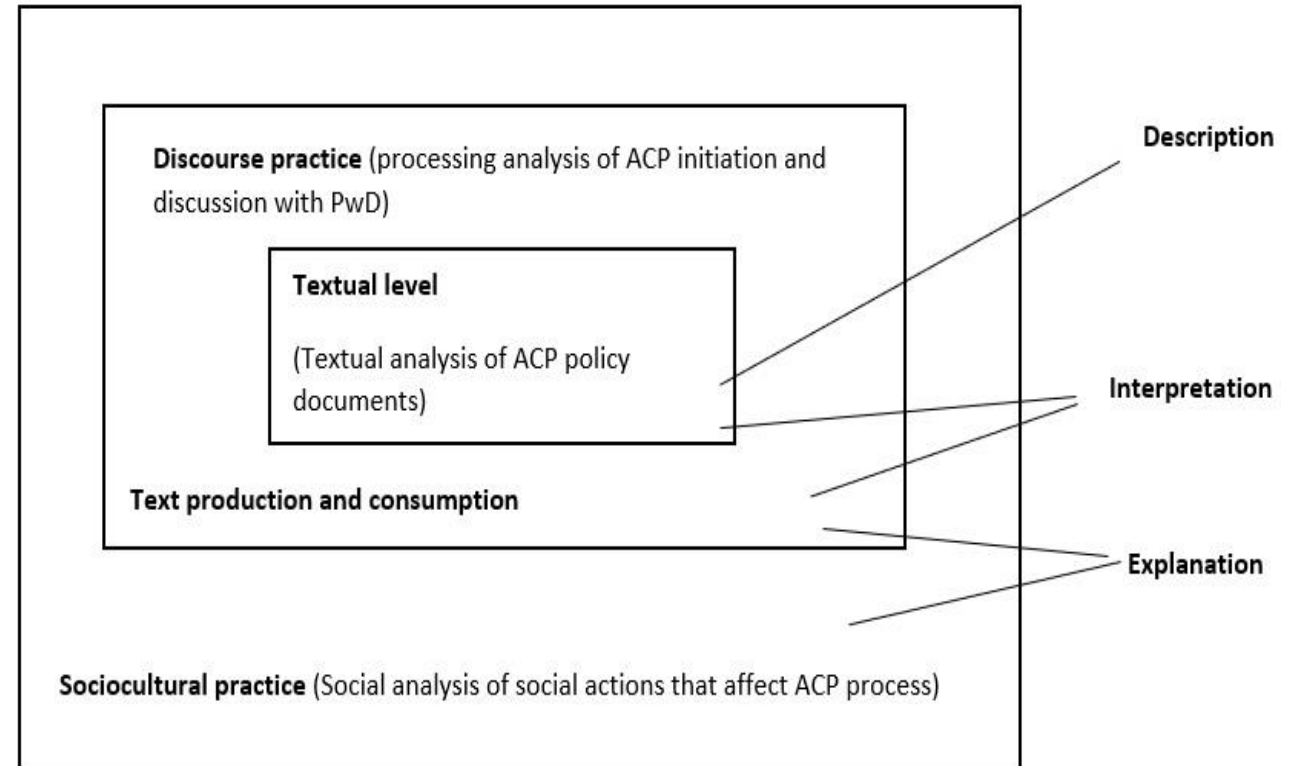 Description
Discourse practice (processing analysis of ACP initiation and
discussion with PwD)
Textual level
(Textual analysis of ACP policy
documents)
Interpretation
Text production and consumption
Explanation
Sociocultural practice (Social analysis of social actions that affect ACP process)